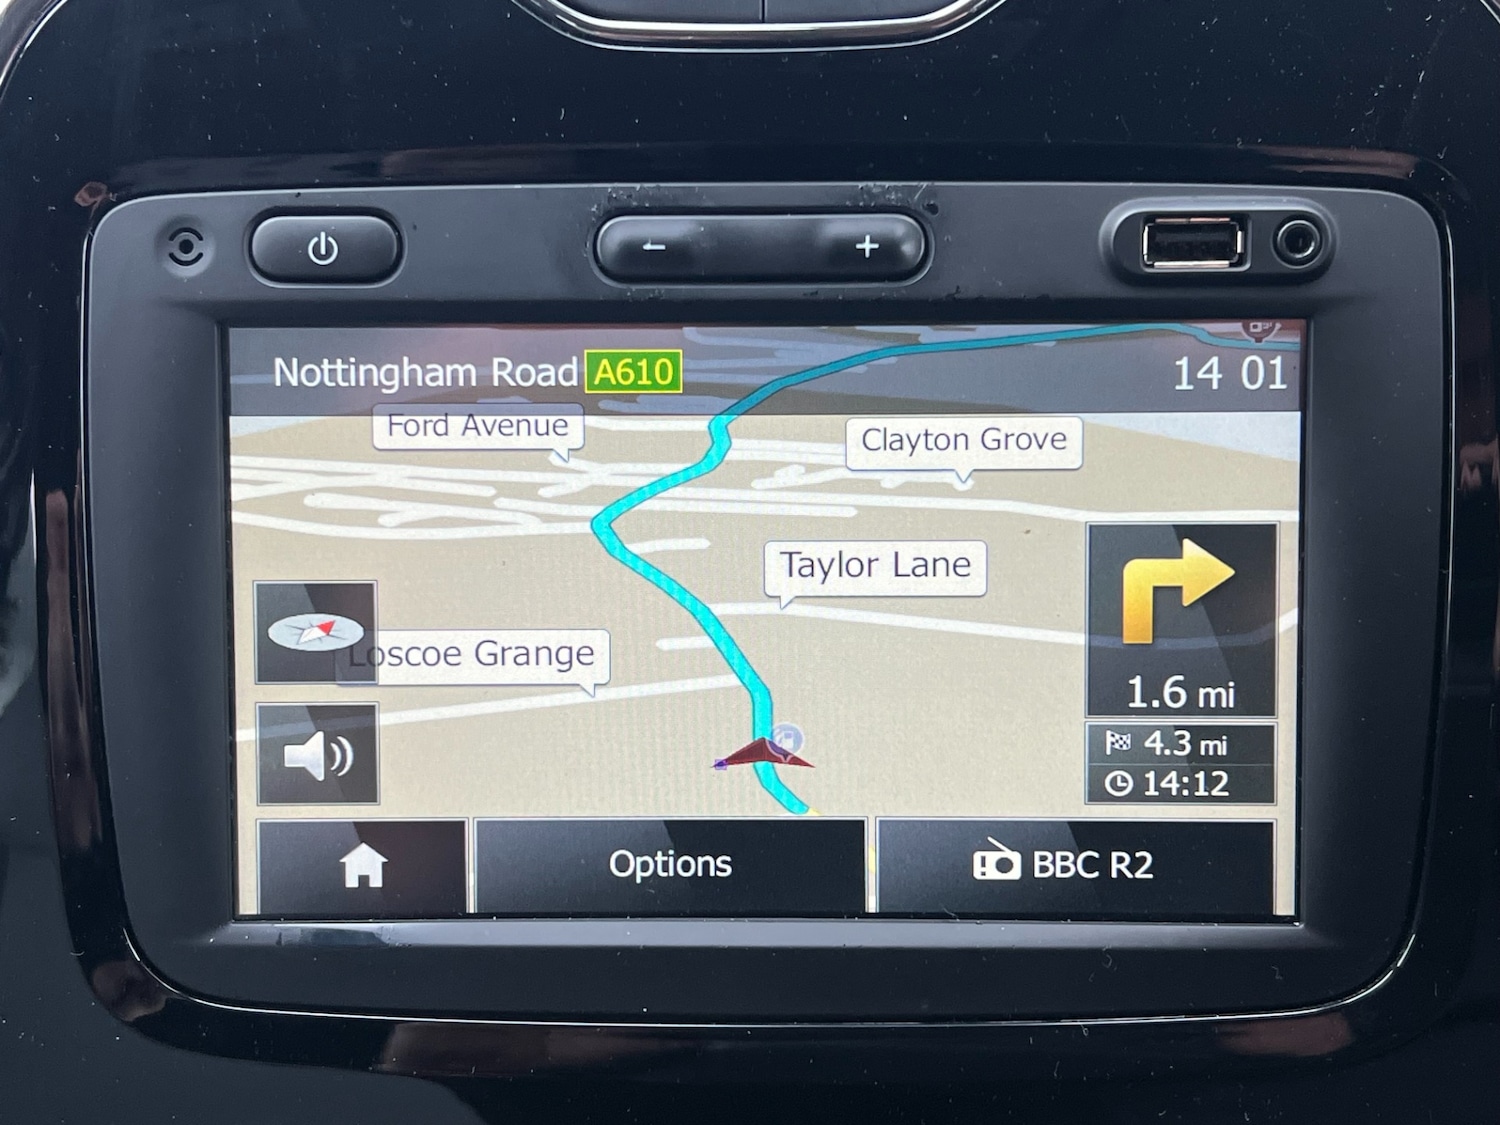 Nottingham Road A610
14 01
Ford Avenue
Clayton Grove
Taylor Lane
Loscoe Grange
1.6 mi
4.3 mi
14:12
Options
BBC R2